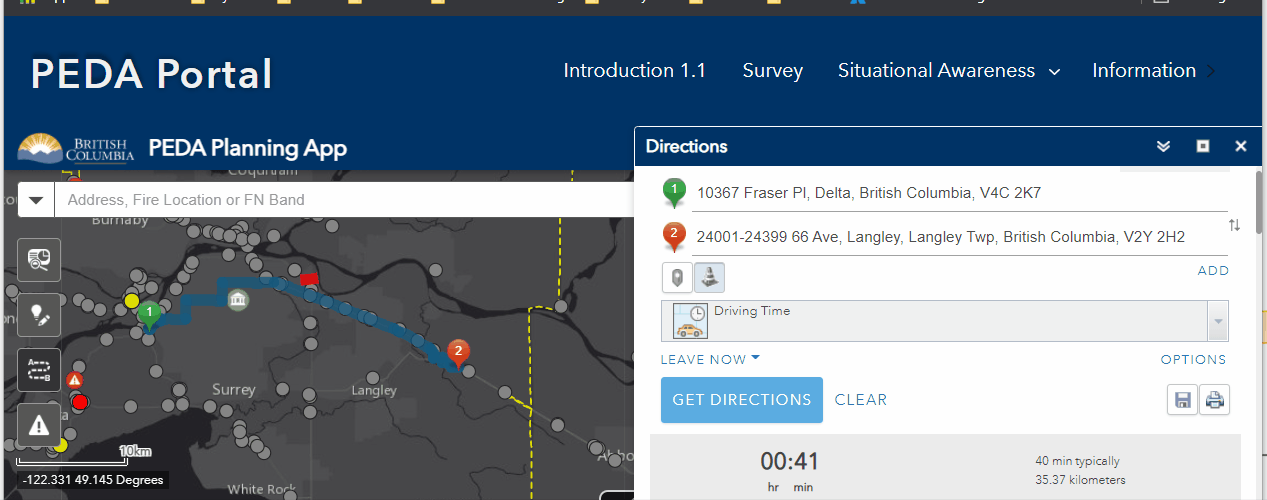 PEDA Portal
Introduction 1.1
Survey
Situational Awareness
Information
BRITISH
COLUMBIA
PEDA Planning App
Directions
Coquitlam
Address, Fire Location or FN Band
Burnaby
1
10367 Fraser Pl, Delta, British Columbia, V4C 2K7
2
24001-24399 66 Ave, Langley, Langley Twp, British Columbia, V2Y 2H2
ADD
Driving Time
LEAVE NOW
OPTIONS
GET DIRECTIONS
CLEAR
1
2
Surrey
Langley
A
B
10km
-122.331 49.145 Degrees
White Rock
00:41
hr min
40 min typically
35.37 kilometers